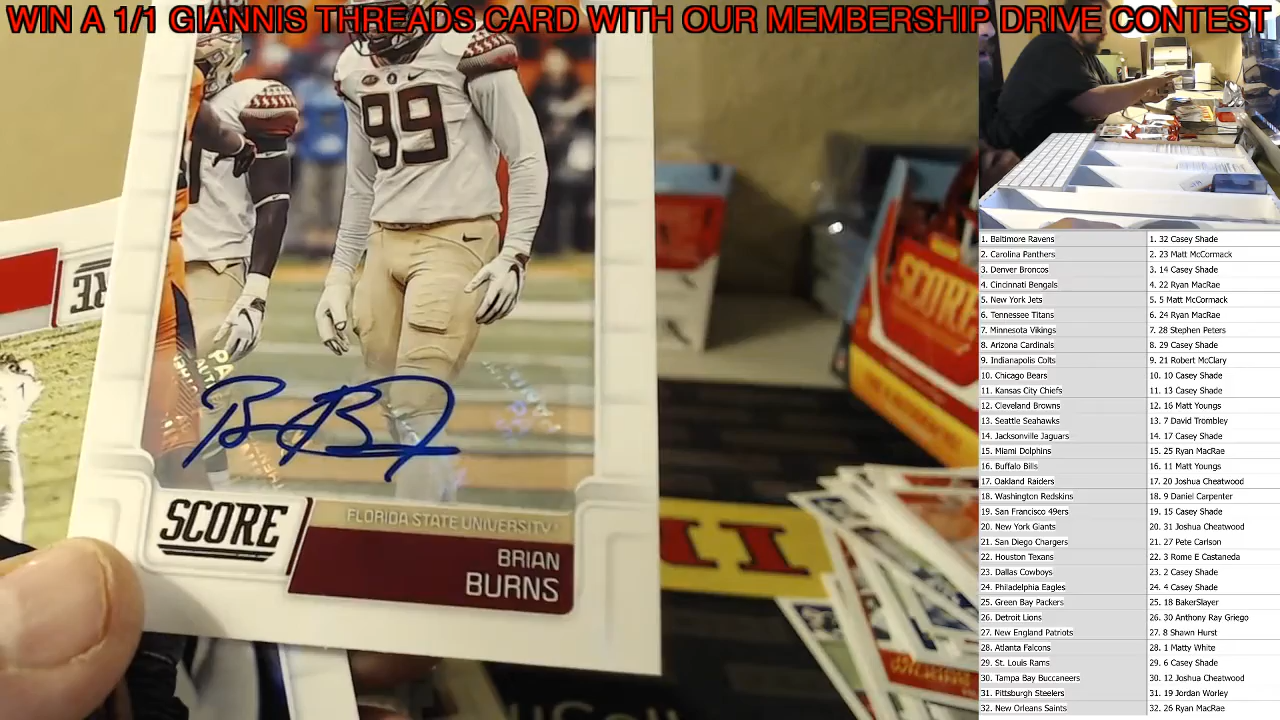 WIN A 1/1 GIANNIS THREADS CARD WITH OUR MEMBERSHIP DRIVE CONTEST
99
SCORE
FLORIDA STATE UNIVERSITY
BRIAN
BURNS
SCORE
1. Baltimore Ravens 1. 32 Casey Shade
2. Carolina Panthers 2. 23 Matt McCormack
3. Denver Broncos 3. 14 Casey Shade
4. Cincinnati Bengals 4. 22 Ryan MacRae
5. New York Jets 5. 5 Matt McCormack
6. Tennesee Titans 6. 24 Ryan MacRae
7. Minnesota Vikings 7. 28 Stephen Peters
8. Arizona Cardinals 8. 29 Casey Shade
9. Indianapolis Colts 9. 21 Robert McClary
10. Chicago Bears 10. 10 Casey Shade
11. Kansas City Chiefs 11. 13 Casey Shade
12. Cleveland Browns 12. 16 Matt Youngs
13. Seattle Seahawks 13. 7 David Trombley
14. Jacksonville Jaguars 14. 17 Casey Shade
15. Miami Dolphins 15. 25 Ryan MacRae
16. Buffalo Bills 16. 11 Matt Youngs
17. Oakland Raiders 17. 20 Joshua Cheatwood
18. Washington Redskins 18. 9 Daniel Carpenter
19. San Francisco 49ers 19. 15 Casey Shade
20. New York Giants 20. 31 Joshua Cheatwood
21. San Diego Chargers 21. 27 Pete Carlson
22. Houston Texans 22. 3 Rome E Castaneda
23. Dallas Cowboys 23. 2 Casey Shade
24. Philadelphia Eagles 24. 4 Casey Shade
25. Green Bay Packers 25. 18 BakerSlayer
26. Detroit Lions 26. 30 Anthony Ray Griego
27. New England Patriots 27. 8 Shawn Hurst
28. Atlanta Falcons 28. 1 Matty White
29. St. Louis Rams 29. 6 Casey Shade
30. Tampa Bay Buccaneers 30. 12 Joshua Cheatwood
31. Pittsburgh Steelers 31. 19 Jordan Worley
32. New Orleans Saints 32. 26 Ryan MacRae